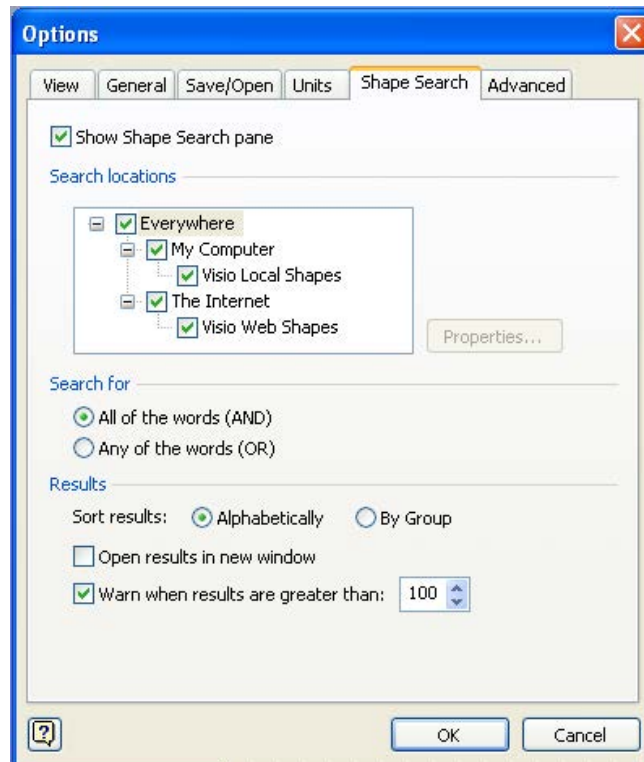 Options
View General Save/Open Units Shape Search Advanced
Show Shape Search pane
Search locations
Everywhere
My Computer
Visio Local Shapes
The Internet
Visio Web Shapes
Properties...
Search for
All of the words (AND)
Any of the words (OR)
Results
Sort results: Alphabetically By Group
Open results in new window
Warn when results are greater than: 100
OK Cancel